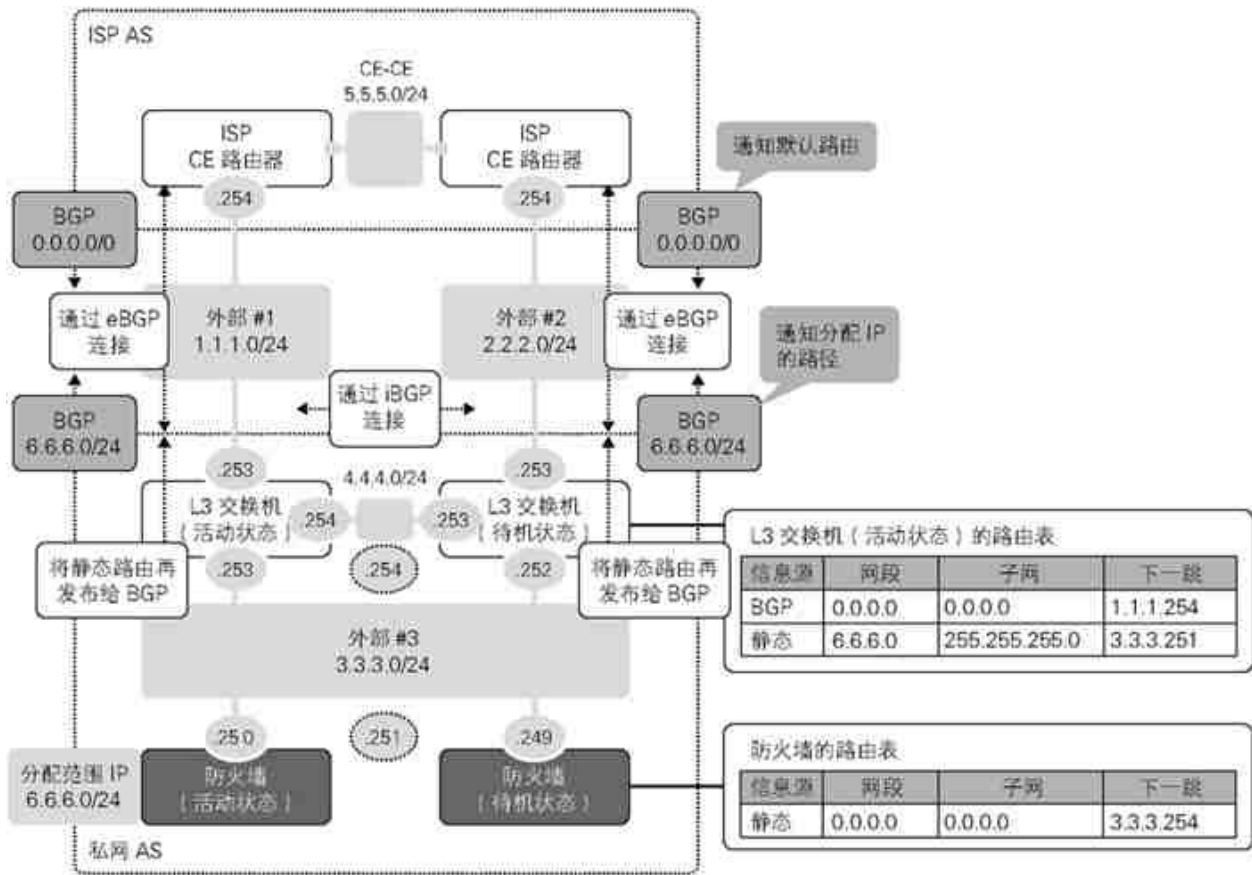 ISP AS
CE-CE
5.5.5.0/24
ISP
CE 路由器
ISP
CE 路由器
通知默认路由
.254
.254
BGP
0.0.0.0/0
BGP
0.0.0.0/0
通过 eBGP
连接
外部 #1
1.1.1.0/24
外部 #2
2.2.2.0/24
通过 eBGP
连接
通知分配 IP
的路径
通过 iBGP
连接
BGP
6.6.6.0/24
BGP
6.6.6.0/24
.253
4.4.4.0/24
.253
L3 交换机
（活动状态）
.254
.253
L3 交换机
（待机状态）
.253
.254
.252
将静态路由再
发布给 BGP
将静态路由再
发布给 BGP
L3 交换机（活动状态）的路由表
信息源 网段 子网 下一跳
BGP 0.0.0.0 0.0.0.0 1.1.1.254
静态 6.6.6.0 255.255.255.0 3.3.3.251
外部 #3
3.3.3.0/24
.250
.251
.249
分配范围 IP
6.6.6.0/24
防火墙
（活动状态）
防火墙
（待机状态）
防火墙的路由表
信息源 网段 子网 下一跳
静态 0.0.0.0 0.0.0.0 3.3.3.254
私网 AS